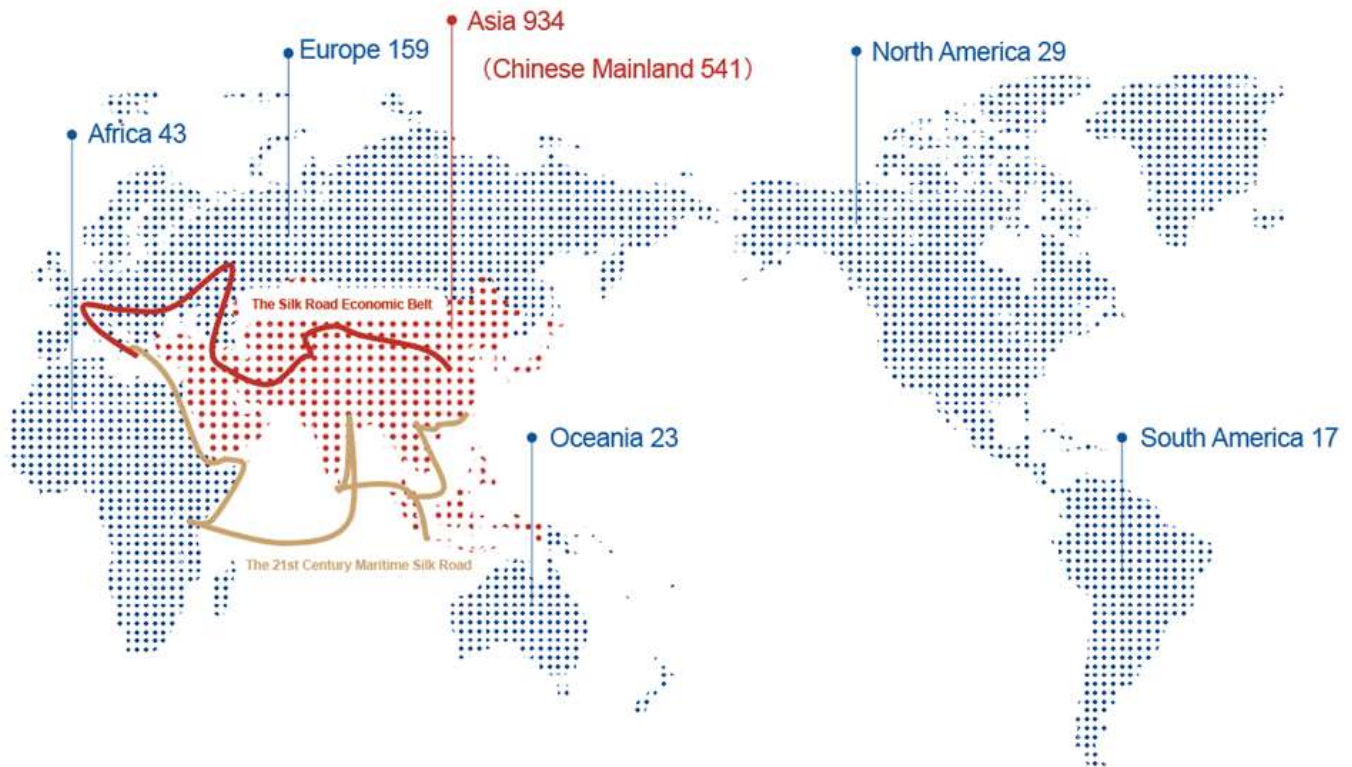 Asia 934
Europe 159
(Chinese Mainland 541)
North America 29
Africa 43
The Silk Road Economic Belt
Oceania 23
South America 17
The 21st Century Maritime Silk Road